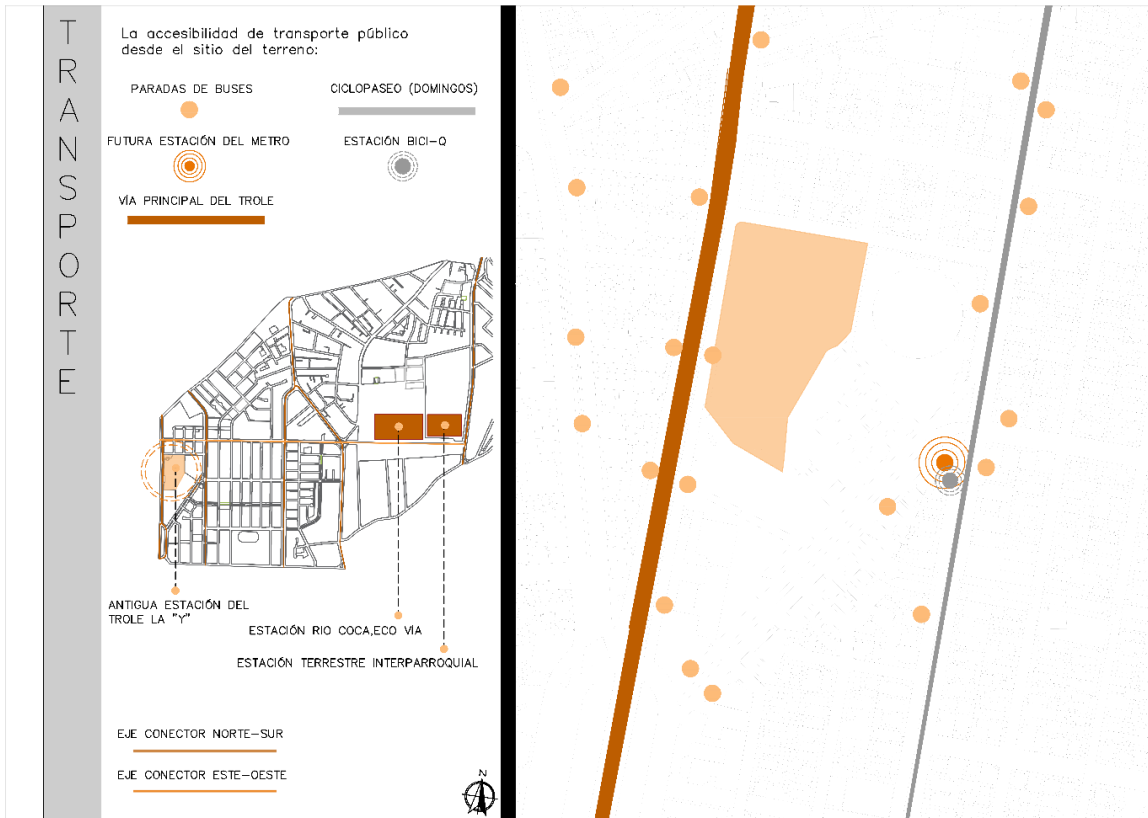 TRANSPORTE
La accesibilidad de transporte público
desde el sitio del terreno:
PARADAS DE BUSES
CICLOPASEO (DOMINGOS)
FUTURA ESTACIÓN DEL METRO
ESTACIÓN BICI-Q
VÍA PRINCIPAL DEL TROLE
ANTIGUA ESTACIÓN DEL
TROLE LA "Y"
ESTACIÓN RIO COCA,ECO VÍA
ESTACIÓN TERRESTRE INTERPARROQUIAL
EJE CONECTOR NORTE-SUR
EJE CONECTOR ESTE-OESTE
N